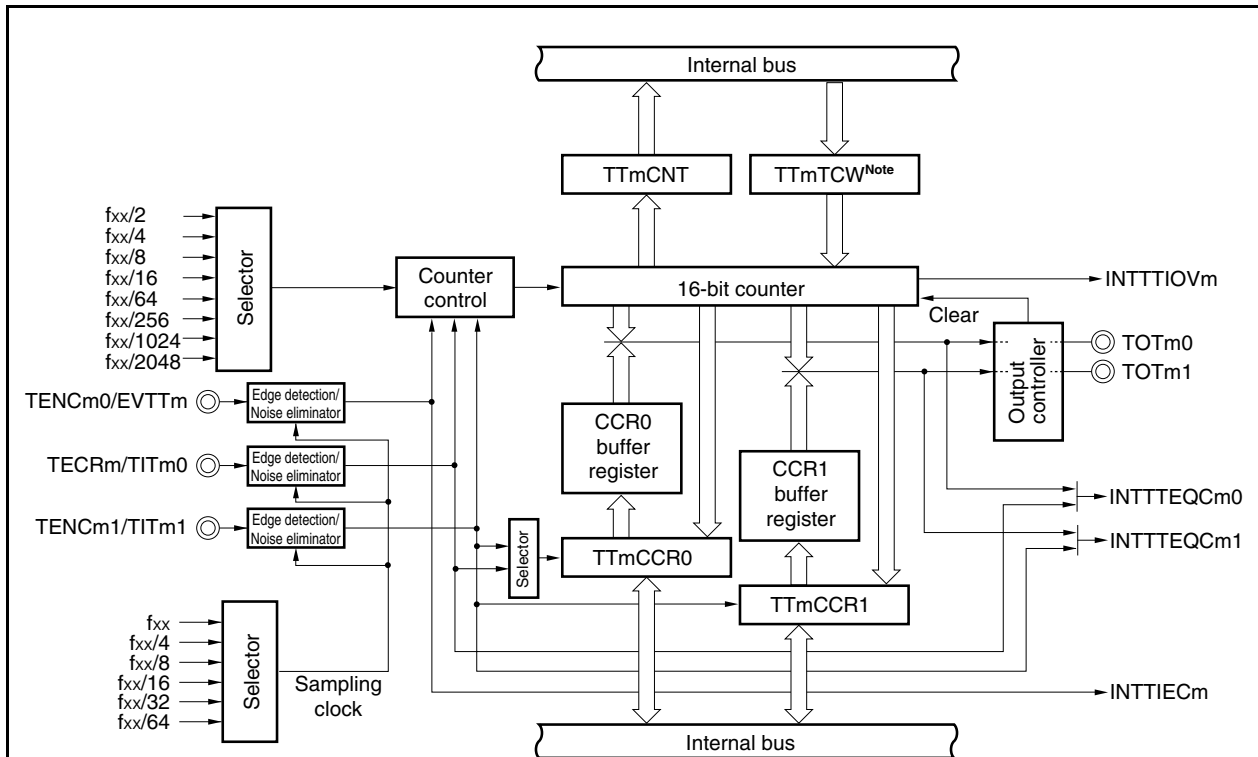 Internal bus
TTmCNT
TTmTCWNote
fxx/2
fxx/4
fxx/8
fxx/16
fxx/64
fxx/256
fxx/1024
fxx/2048
Selector
Counter
control
16-bit counter
INTTTIOVm
Clear
Output
controller
TOTm0
TOTm1
TENCm0/EVTTm
Edge detection/
Noise eliminator
TECRm/TITm0
Edge detection/
Noise eliminator
TENCm1/TITm1
Edge detection/
Noise eliminator
CCR0
buffer
register
CCR1
buffer
register
INTTTEQCm0
INTTTEQCm1
Selector
TTmCCR0
TTmCCR1
fxx
fxx/4
fxx/8
fxx/16
fxx/32
fxx/64
Selector
Sampling
clock
INTTIECm
Internal bus